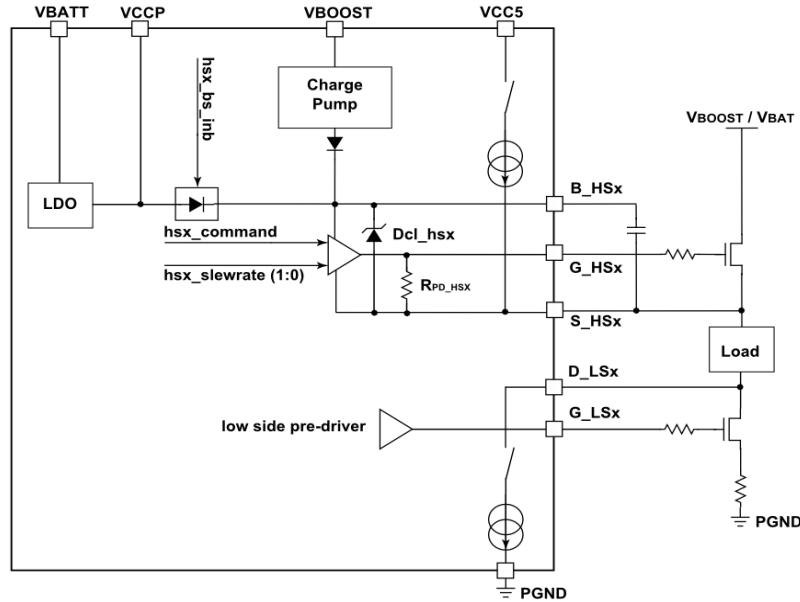 VBATT
VCCP
VBOOST
VCC5
hsx_bs_inb
Charge
Pump
VBOOST / VBAT
LDO
B_HSx
hsx_command
Dcl_hsx
G_HSx
hsx_slewrate (1:0)
RPD_HSX
S_HSx
Load
D_LSx
G_LSx
low side pre-driver
PGND
PGND